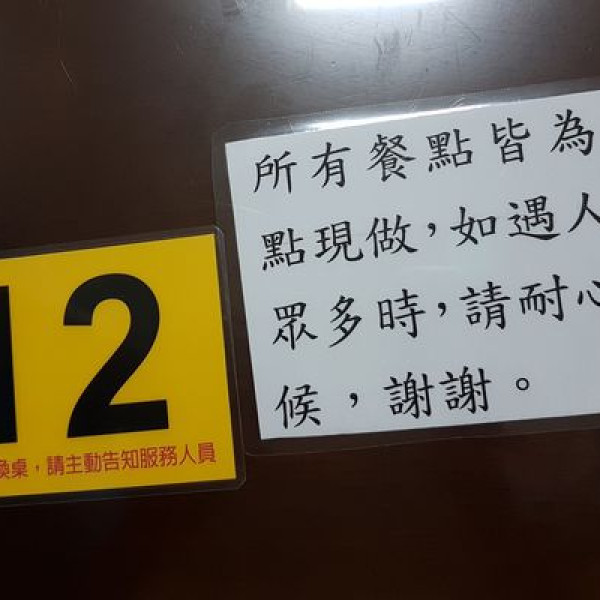 所有餐點皆為
點現做，如遇人
眾多時，請耐心
候，謝謝。
12
換桌，請主動告知服務人員